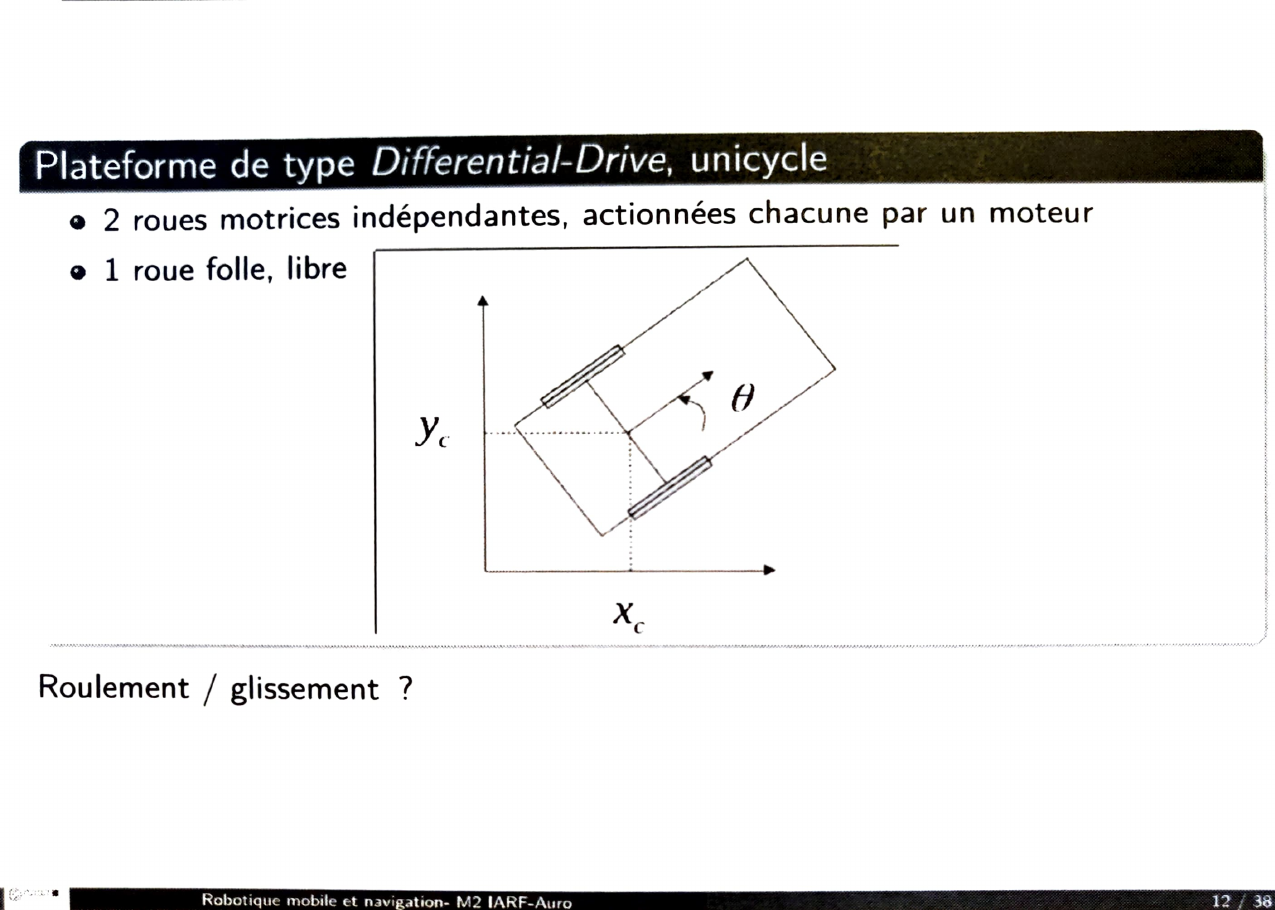 Plateforme de type Differential-Drive, unicycle
2 roues motrices indépendantes, actionnées chacune par un moteur
1 roue folle, libre
θ
y_c
x_c
Roulement / glissement ?
Robotique mobile et navigation- M2 IARF-Auro
12 / 38